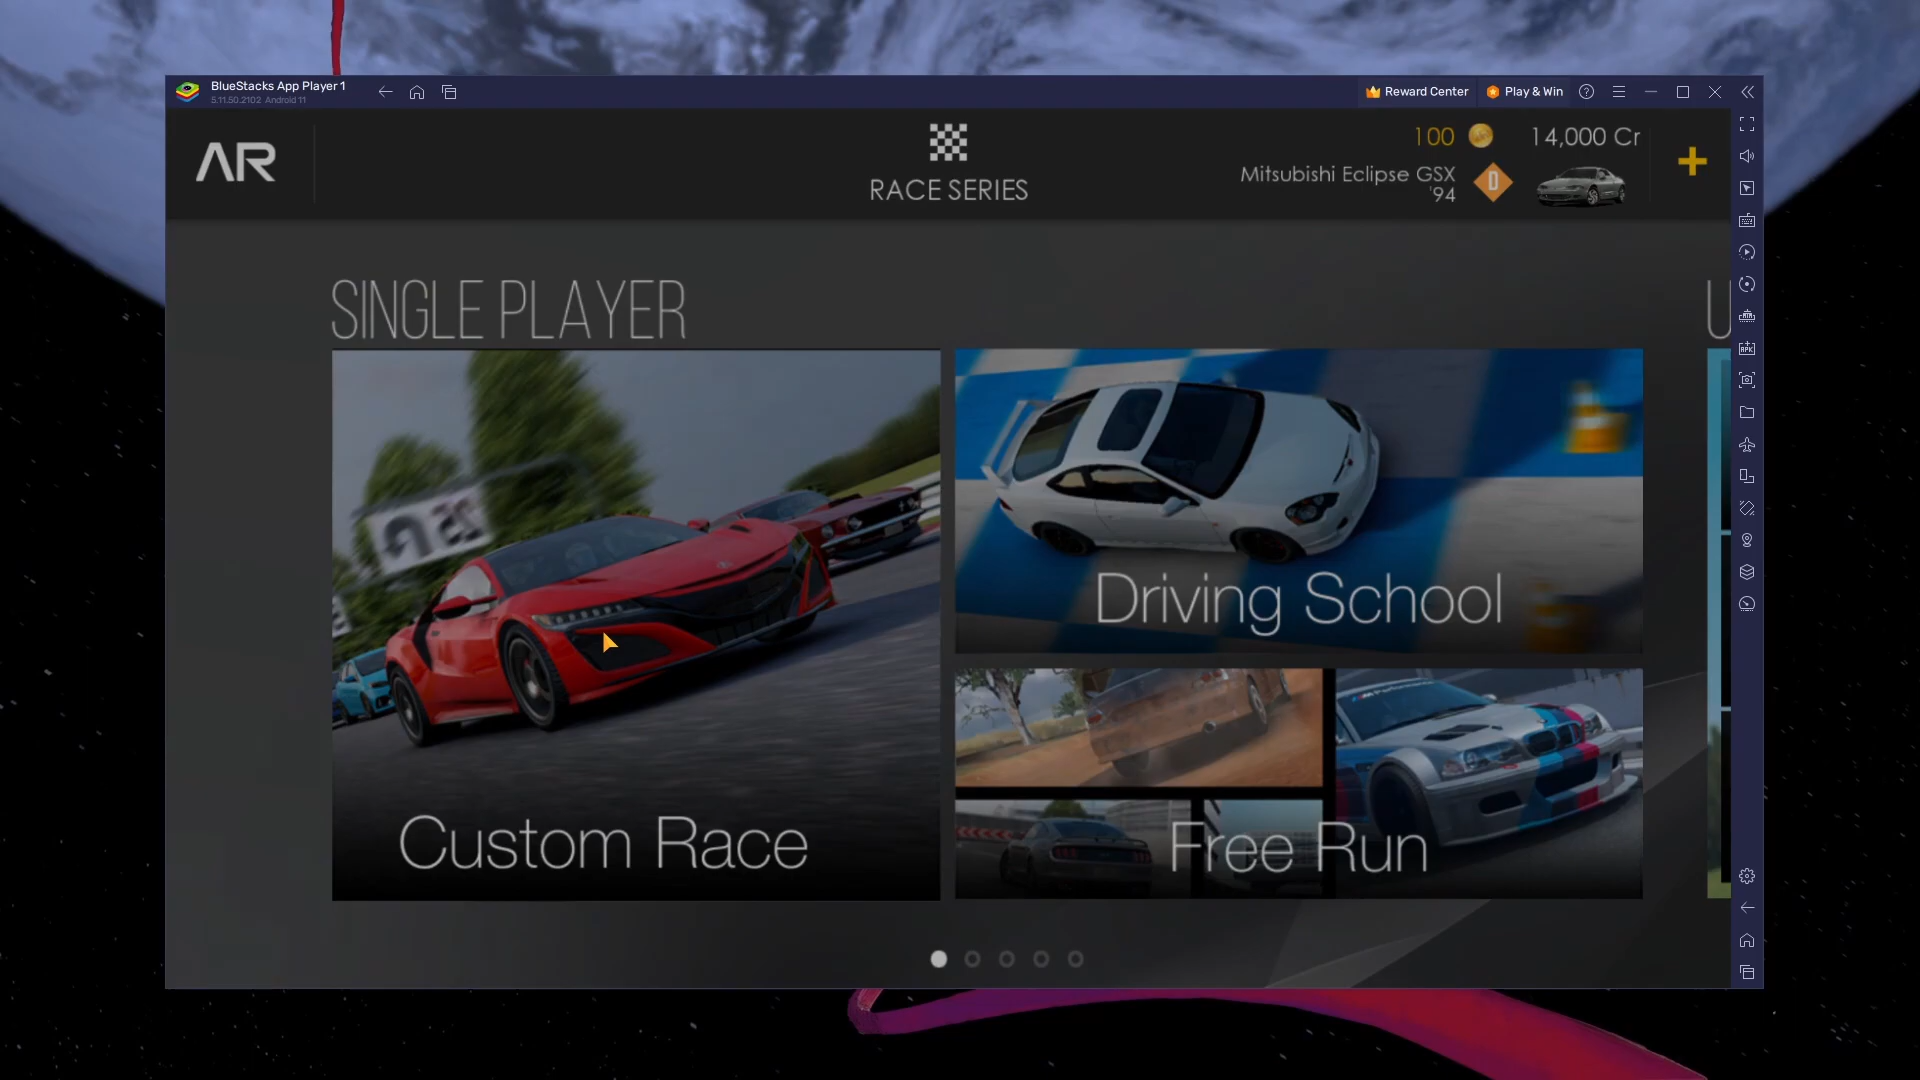 BlueStacks App Player 1
5.11.50.2102 Android 11
Reward Center
Play & Win
AR
RACE SERIES
100
14,000 Cr
Mitsubishi Eclipse GSX
'94
D
SINGLE PLAYER
U
Custom Race
Driving School
Free Run